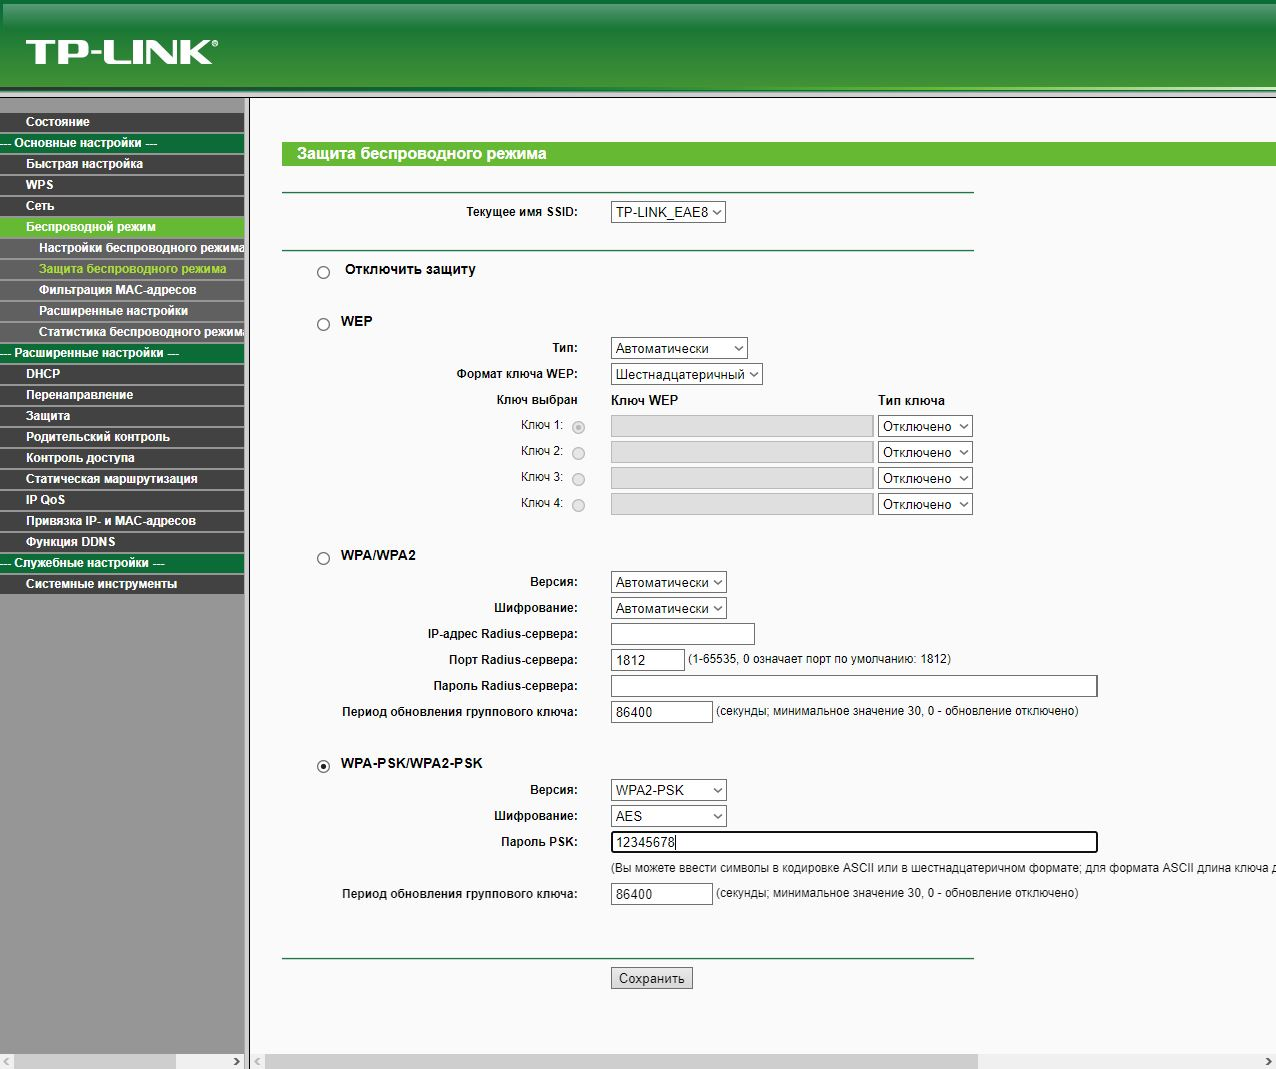 TP-LINK®
Состояние
--- Основные настройки ---
Быстрая настройка
WPS
Сеть
Беспроводной режим
Настройки беспроводного режима
Защита беспроводного режима
Фильтрация MAC-адресов
Расширенные настройки
Статистика беспроводного режима
--- Расширенные настройки ---
DHCP
Перенаправление
Защита
Родительский контроль
Контроль доступа
Статическая маршрутизация
IP QoS
Привязка IP- и MAC-адресов
Функция DDNS
--- Служебные настройки ---
Системные инструменты
Защита беспроводного режима
Текущее имя SSID: TP-LINK_EAE8
Отключить защиту
WEP
Тип: Автоматически
Формат ключа WEP: Шестнадцатеричный
Ключ выбран Ключ WEP Тип ключа
Ключ 1: Отключено
Ключ 2: Отключено
Ключ 3: Отключено
Ключ 4: Отключено
WPA/WPA2
Версия: Автоматически
Шифрование: Автоматически
IP-адрес Radius-сервера:
Порт Radius-сервера: 1812 (1-65535, 0 означает порт по умолчанию: 1812)
Пароль Radius-сервера:
Период обновления группового ключа: 86400 (секунды; минимальное значение 30, 0 - обновление отключено)
WPA-PSK/WPA2-PSK
Версия: WPA2-PSK
Шифрование: AES
Пароль PSK: 12345678
(Вы можете ввести символы в кодировке ASCII или в шестнадцатеричном формате; для формата ASCII длина ключа
Период обновления группового ключа: 86400 (секунды; минимальное значение 30, 0 - обновление отключено)
Сохранить